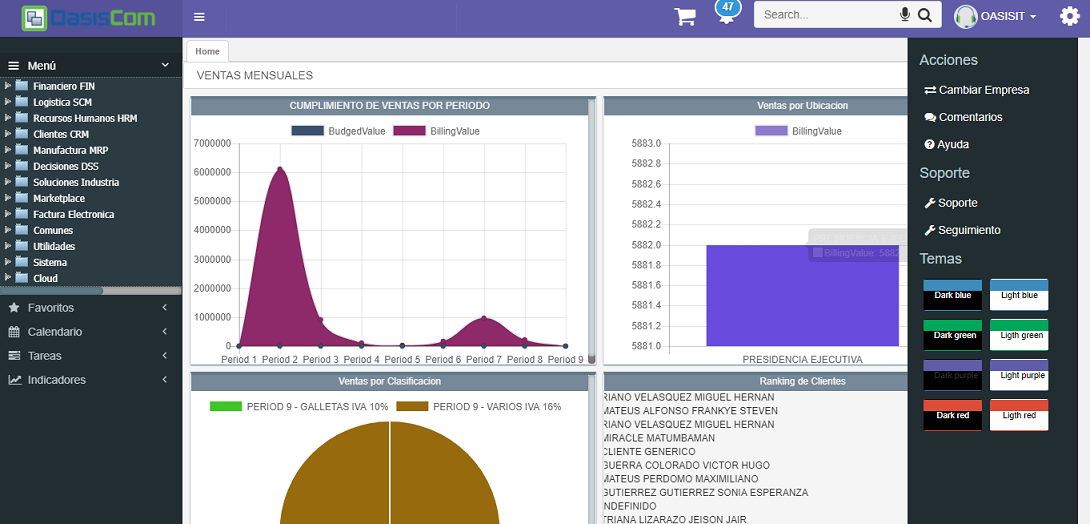 OasisCom
47
Search...
OASISIT
Menú
Financiero FIN
Logistica SCM
Recursos Humanos HRM
Clientes CRM
Manufactura MRP
Decisiones DSS
Soluciones Industria
Marketplace
Factura Electronica
Comunes
Utilidades
Sistema
Cloud
Favoritos
Calendario
Tareas
Indicadores
Home
VENTAS MENSUALES
CUMPLIMIENTO DE VENTAS POR PERIODO
BudgedValue BillingValue
7000000
6000000
5000000
4000000
3000000
2000000
1000000
0
Period 1 Period 2 Period 3 Period 4 Period 5 Period 6 Period 7 Period 8 Period 9
Ventas por Ubicacion
BillingValue
5883.0
5882.8
5882.6
5882.4
5882.2
5882.0
5881.8
5881.6
5881.4
5881.2
5881.0
BillingValue: 588
PRESIDENCIA EJECUTIVA
Ventas por Clasificacion
PERIOD 9 - GALLETAS IVA 10% PERIOD 9 - VARIOS IVA 16%
Ranking de Clientes
RIANO VELASQUEZ MIGUEL HERNAN
MATEUS ALFONSO FRANKYE STEVEN
RIANO VELASQUEZ MIGUEL HERNAN
MIRACLE MATUMBAMAN
CLIENTE GENERICO
GUERRA COLORADO VICTOR HUGO
MATEUS PERDOMO MAXIMILIANO
GUTIERREZ GUTIERREZ SONIA ESPERANZA
INDEFINIDO
TRIANA LIZARAZO JEISON JAIR
Acciones
Cambiar Empresa
Comentarios
Ayuda
Soporte
Soporte
Seguimiento
Temas
Dark blue Light blue
Dark green Ligth green
Dark purple Light purple
Dark red Ligth red